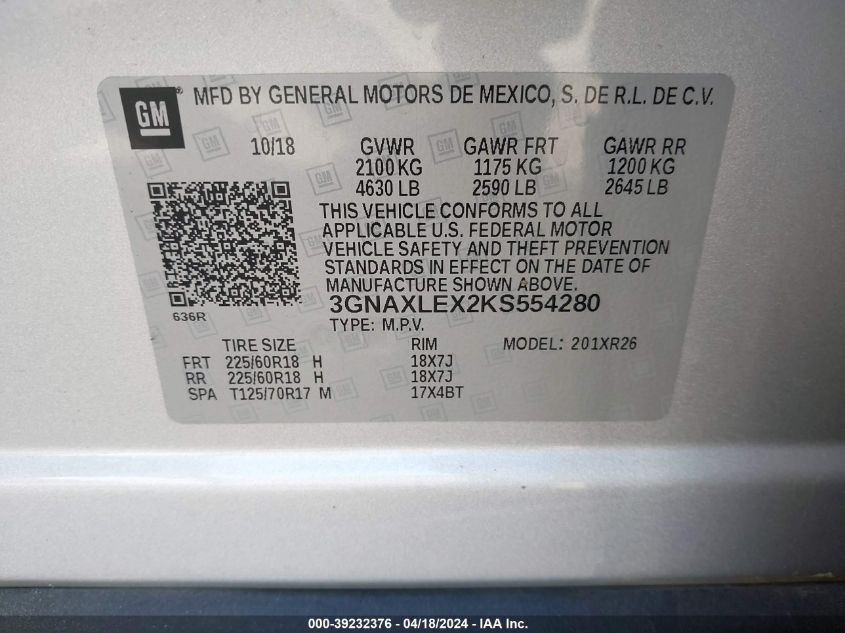 GM® MFD BY GENERAL MOTORS DE MEXICO, S. DE R.L. DE C.V.
10/18 GVWR GAWR FRT GAWR RR
2100 KG 1175 KG 1200 KG
4630 LB 2590 LB 2645 LB
THIS VEHICLE CONFORMS TO ALL
APPLICABLE U.S. FEDERAL MOTOR
VEHICLE SAFETY AND THEFT PREVENTION
STANDARDS IN EFFECT ON THE DATE OF
MANUFACTURE SHOWN ABOVE.
636R 3GNAXLEX2KS554280
TYPE: M.P.V.
TIRE SIZE RIM MODEL: 201XR26
FRT 225/60R18 H 18X7J
RR 225/60R18 H 18X7J
SPA T125/70R17 M 17X4BT
000-39232376 - 04/18/2024 - IAA Inc.